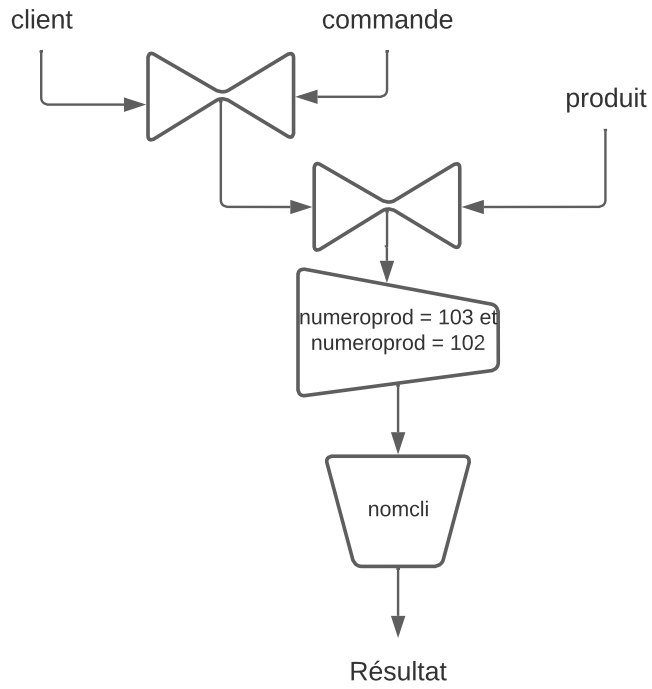 client
commande
produit
numeroprod = 103 et
numeroprod = 102
nomcli
Résultat